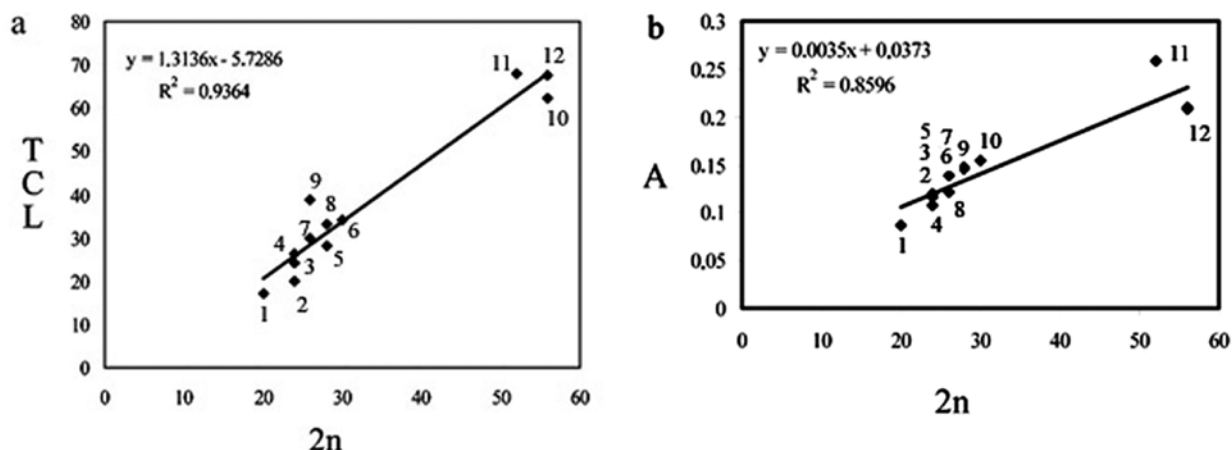 a
y = 1.3136x - 5.7286
R² = 0.9364
TCL
80
70
60
50
40
30
20
10
0
11
12
10
9
8
7
6
4
5
3
2
1
0 10 20 30 40 50 60
2n
b
y = 0.0035x + 0.0373
R² = 0.8596
A
0.3
0.25
0.2
0.15
0.1
0.05
0
11
12
5 7
3 6 9 10
2
8
4
1
0 10 20 30 40 50 60
2n